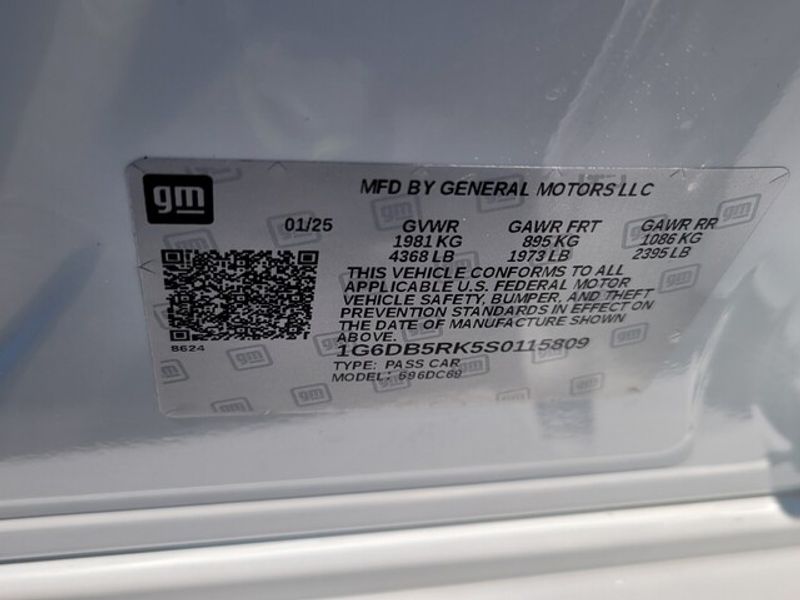 gm
MFD BY GENERAL MOTORS LLC
01/25 GVWR GAWR FRT GAWR RR
1981 KG 895 KG 1086 KG
4368 LB 1973 LB 2395 LB
THIS VEHICLE CONFORMS TO ALL
APPLICABLE U.S. FEDERAL MOTOR
VEHICLE SAFETY, BUMPER, AND THEFT
PREVENTION STANDARDS IN EFFECT ON
THE DATE OF MANUFACTURE SHOWN
ABOVE.
8624
1G6DB5RK5S0115809
TYPE: PASS CAR
MODEL: